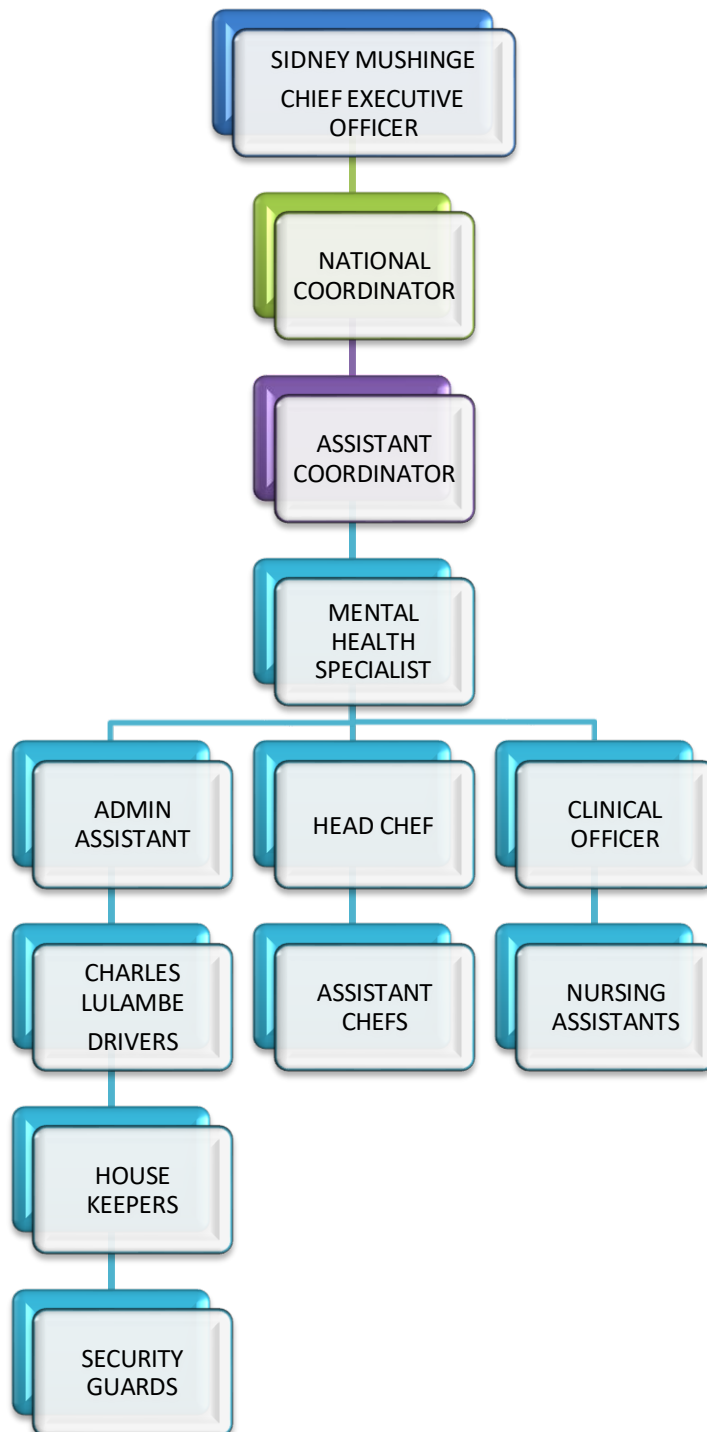 SIDNEY MUSHINGE
CHIEF EXECUTIVE
OFFICER
NATIONAL
COORDINATOR
ASSISTANT
COORDINATOR
MENTAL
HEALTH
SPECIALIST
ADMIN
ASSISTANT
HEAD CHEF
CLINICAL
OFFICER
CHARLES
LULAMBE
DRIVERS
ASSISTANT
CHEFS
NURSING
ASSISTANTS
HOUSE
KEEPERS
SECURITY
GUARDS